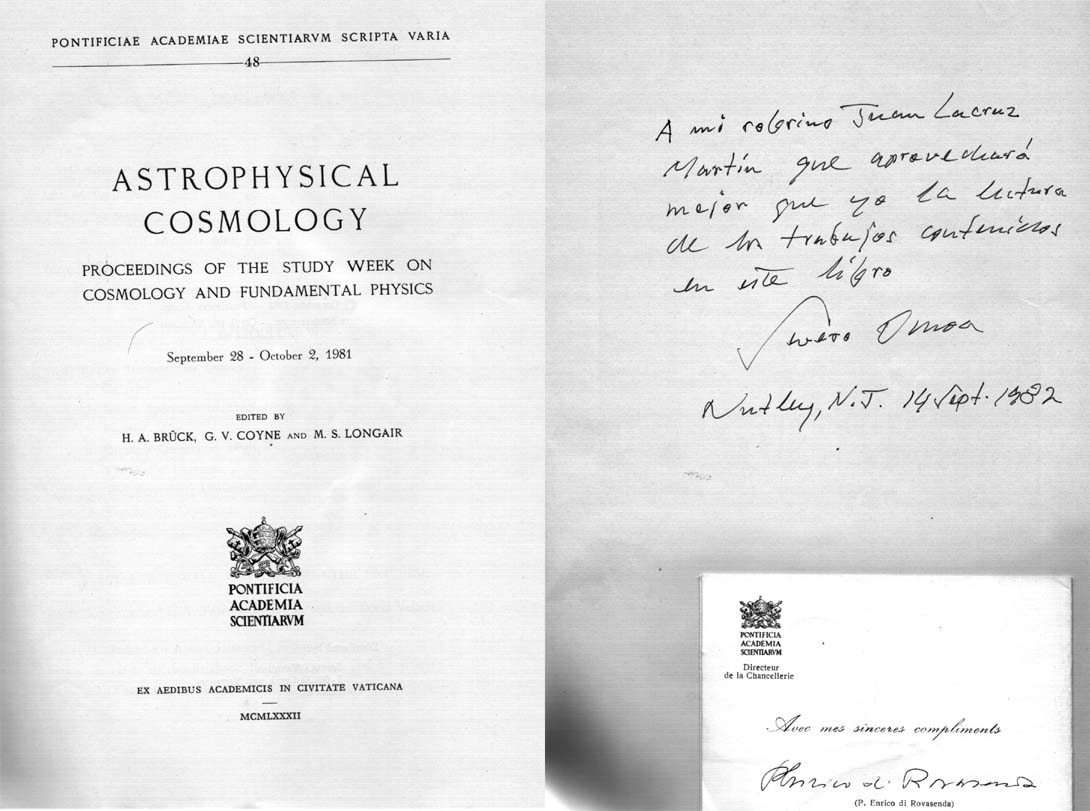 PONTIFICIAE ACADEMIAE SCIENTIARVM SCRIPTA VARIA
48
ASTROPHYSICAL
COSMOLOGY
PROCEEDINGS OF THE STUDY WEEK ON
COSMOLOGY AND FUNDAMENTAL PHYSICS
September 28 - October 2, 1981
EDITED BY
H. A. BRÜCK, G. V. COYNE AND M. S. LONGAIR
PONTIFICIA
ACADEMIA
SCIENTIARVM
EX AEDIBUS ACADEMICIS IN CIVITATE VATICANA
MCMLXXXII
A mi sobrino Juan Lacruz
Martín que aprovechará
mejor que yo la lectura
de los trabajos contenidos
en este libro
Severo Ochoa
Nutley, N.J. 14 Sept. 1982
PONTIFICIA
ACADEMIA
SCIENTIARVM
Directeur
de la Chancellerie
Avec mes sinceres compliments
P. Enrico di Rovasenda
(P. Enrico di Rovasenda)